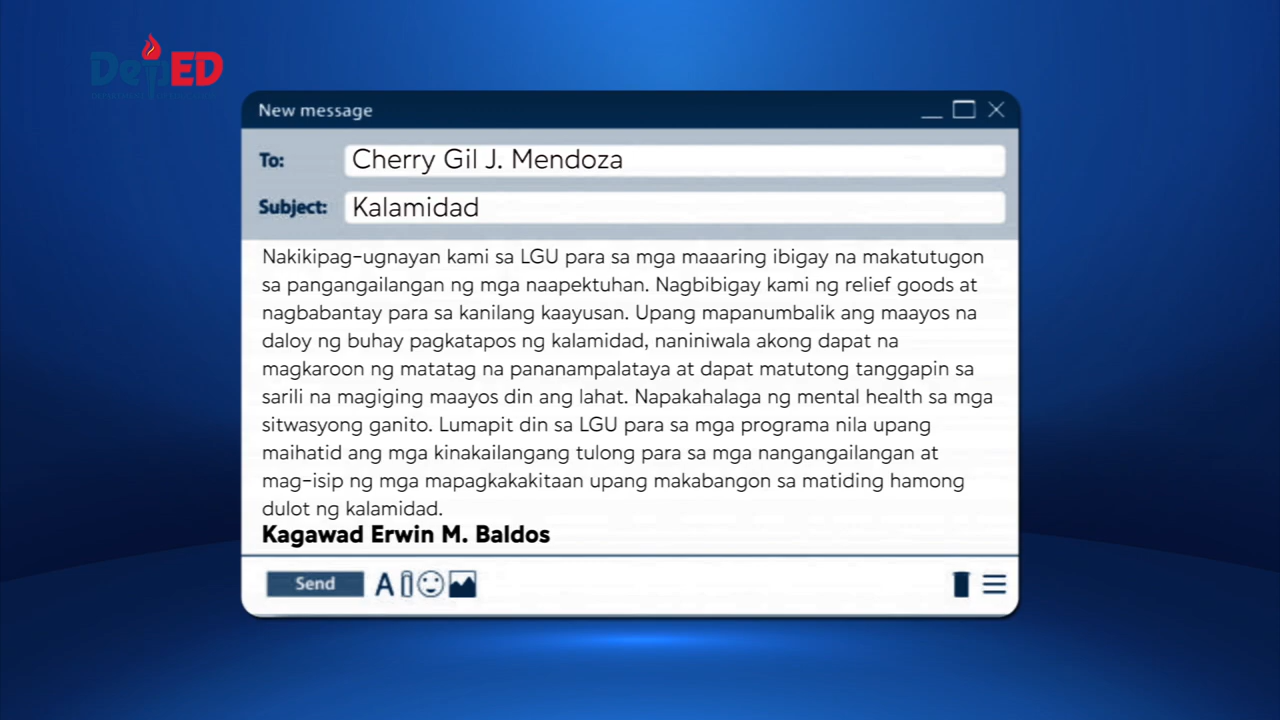 DepED
New message
To: Cherry Gil J. Mendoza
Subject: Kalamidad
Nakikipag-ugnayan kami sa LGU para sa mga maaaring ibigay na makatutugon
sa pangangailangan ng mga naapektuhan. Nagbibigay kami ng relief goods at
nagbabantay para sa kanilang kaayusan. Upang mapanumbalik ang maayos na
daloy ng buhay pagkatapos ng kalamidad, naniniwala akong dapat na
magkaroon ng matatag na pananampalataya at dapat matutong tanggapin sa
sarili na magiging maayos din ang lahat. Napakahalaga ng mental health sa mga
sitwasyong ganito. Lumapit din sa LGU para sa mga programa nila upang
maihatid ang mga kinakailangang tulong para sa mga nangangailangan at
mag-isip ng mga mapagkakakitaan upang makabangon sa matiding hamong
dulot ng kalamidad.
Kagawad Erwin M. Baldos
Send